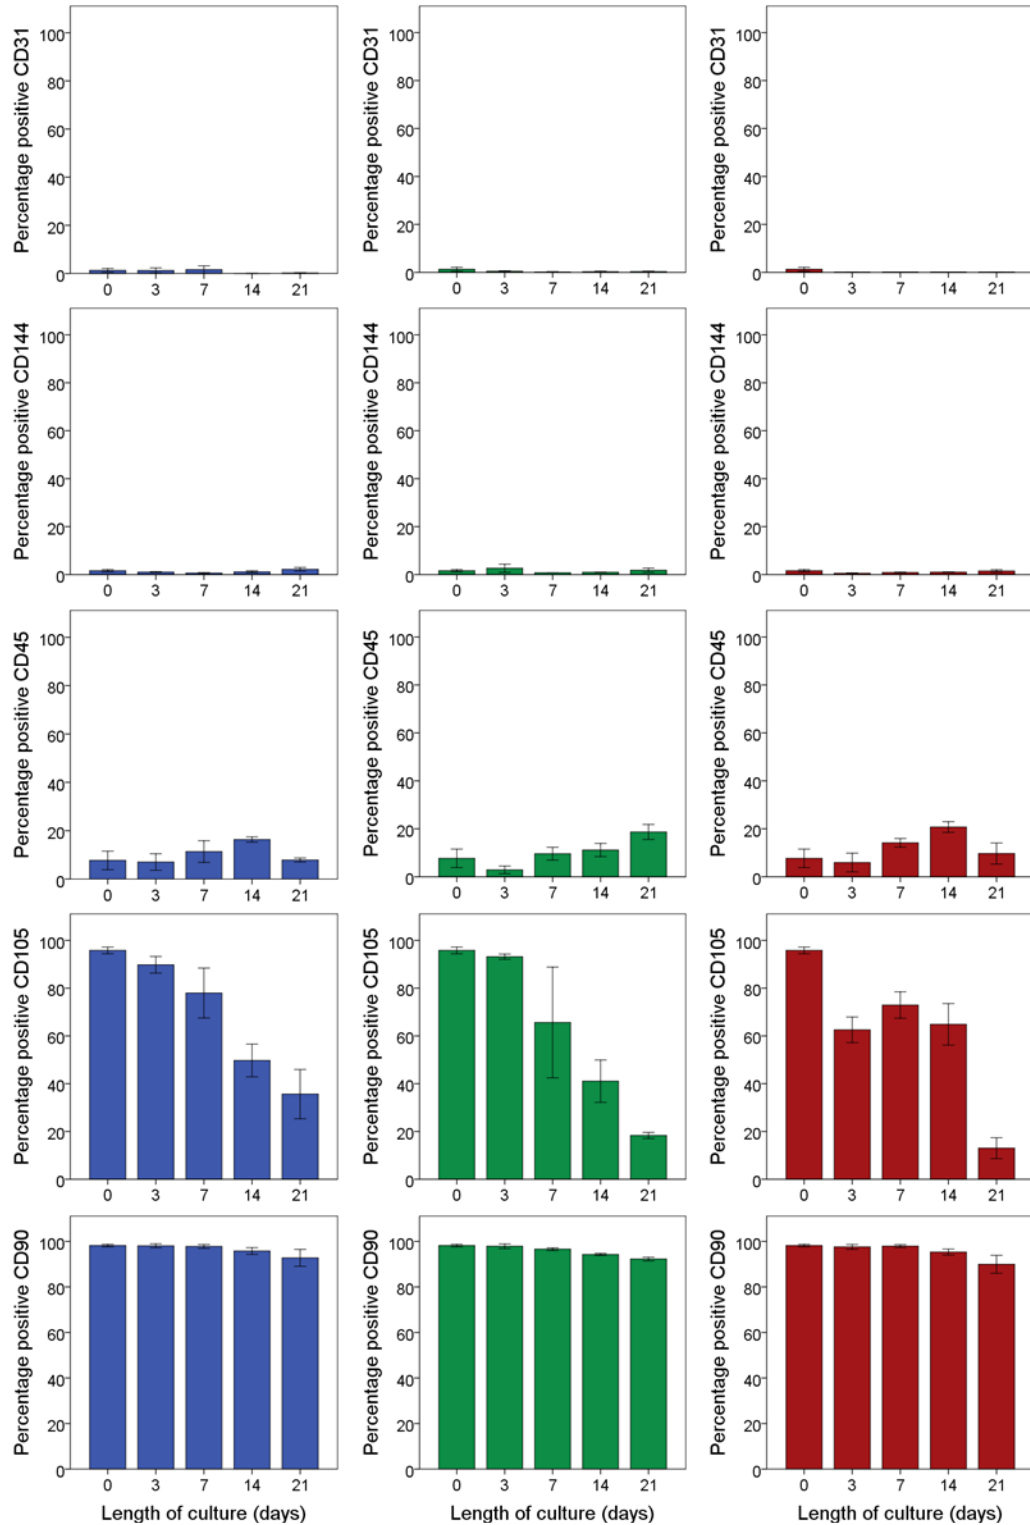 Percentage positive CD31
100
80
60
40
20
0
0 3 7 14 21
Percentage positive CD31
100
80
60
40
20
0
0 3 7 14 21
Percentage positive CD31
100
80
60
40
20
0
0 3 7 14 21
Percentage positive CD144
100
80
60
40
20
0
0 3 7 14 21
Percentage positive CD144
100
80
60
40
20
0
0 3 7 14 21
Percentage positive CD144
100
80
60
40
20
0
0 3 7 14 21
Percentage positive CD45
100
80
60
40
20
0
0 3 7 14 21
Percentage positive CD45
100
80
60
40
20
0
0 3 7 14 21
Percentage positive CD45
100
80
60
40
20
0
0 3 7 14 21
Percentage positive CD105
100
80
60
40
20
0
0 3 7 14 21
Percentage positive CD105
100
80
60
40
20
0
0 3 7 14 21
Percentage positive CD105
100
80
60
40
20
0
0 3 7 14 21
Percentage positive CD90
100
80
60
40
20
0
0 3 7 14 21
Length of culture (days)
Percentage positive CD90
100
80
60
40
20
0
0 3 7 14 21
Length of culture (days)
Percentage positive CD90
100
80
60
40
20
0
0 3 7 14 21
Length of culture (days)